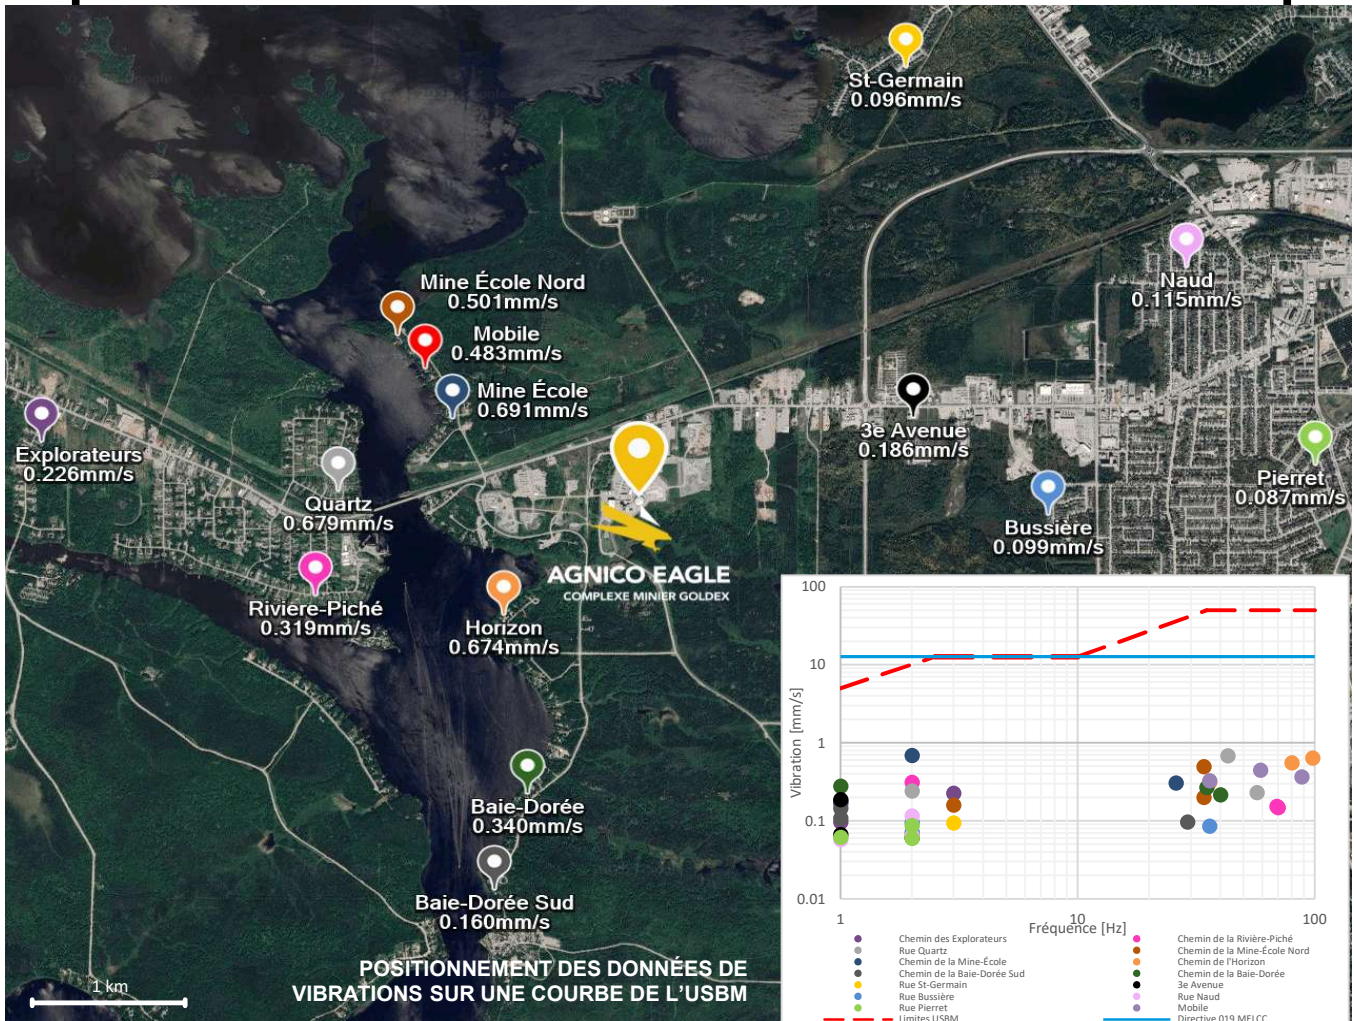 St-Germain
0.096mm/s
Naud
0.115mm/s
Mine École Nord
0.501mm/s
Mobile
0.483mm/s
Mine École
0.691mm/s
Explorateurs
0.226mm/s
Quartz
0.679mm/s
3e Avenue
0.186mm/s
Pierret
0.087mm/s
Bussière
0.099mm/s
AGNICO EAGLE
COMPLEXE MINIER GOLDEX
Riviere-Piché
0.319mm/s
Horizon
0.674mm/s
Baie-Dorée
0.340mm/s
Baie-Dorée Sud
0.160mm/s
1 km
POSITIONNEMENT DES DONNÉES DE
VIBRATIONS SUR UNE COURBE DE L'USBM
100
10
1
0.1
0.01
Vibration [mm/s]
1
10
100
Fréquence [Hz]
Chemin des Explorateurs
Chemin de la Rivière-Piché
Rue Quartz
Chemin de la Mine-École Nord
Chemin de la Mine-École
Chemin de l'Horizon
Chemin de la Baie-Dorée Sud
Chemin de la Baie-Dorée
Rue St-Germain
3e Avenue
Rue Bussière
Rue Naud
Rue Pierret
Mobile
Limites USBM
Directive 019 MELCC